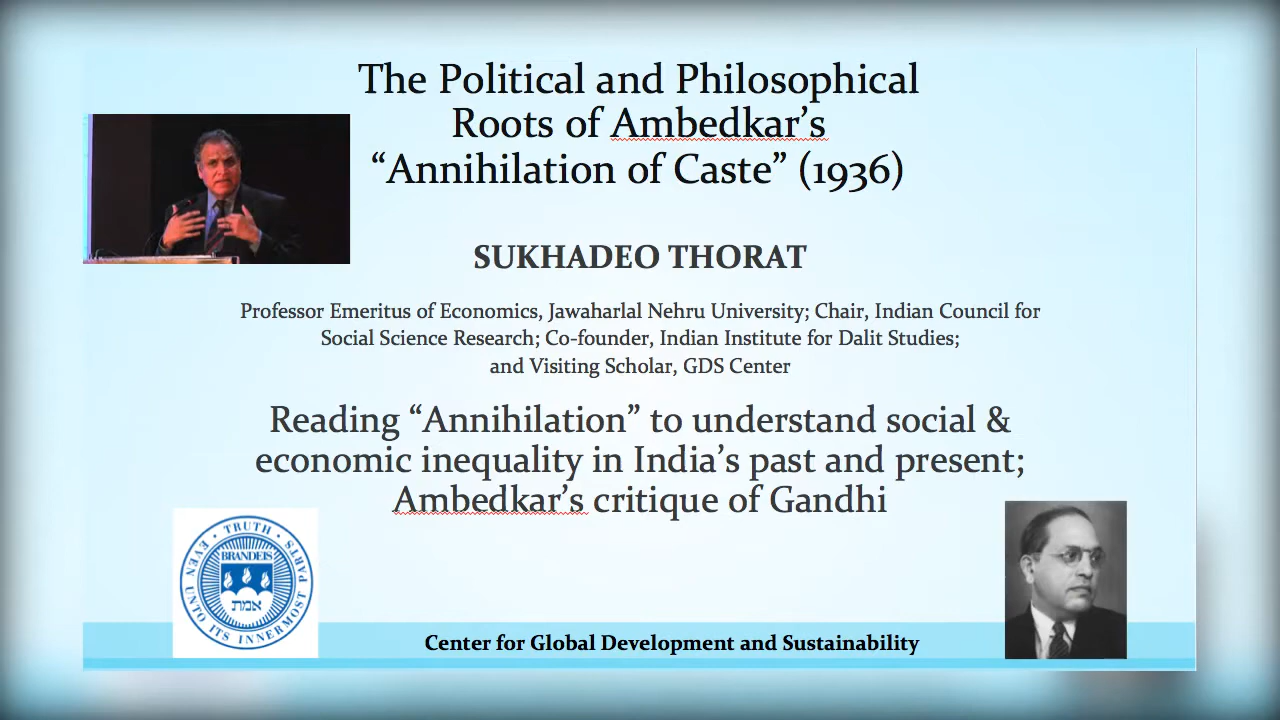 The Political and Philosophical
Roots of Ambedkar’s
“Annihilation of Caste” (1936)
SUKHADEO THORAT
Professor Emeritus of Economics, Jawaharlal Nehru University; Chair, Indian Council for
Social Science Research; Co-founder, Indian Institute for Dalit Studies;
and Visiting Scholar, GDS Center
Reading “Annihilation” to understand social &
economic inequality in India’s past and present;
Ambedkar’s critique of Gandhi
TRUTH · EVEN UNTO ITS INNERMOST PARTS
BRANDEIS
אמת
Center for Global Development and Sustainability